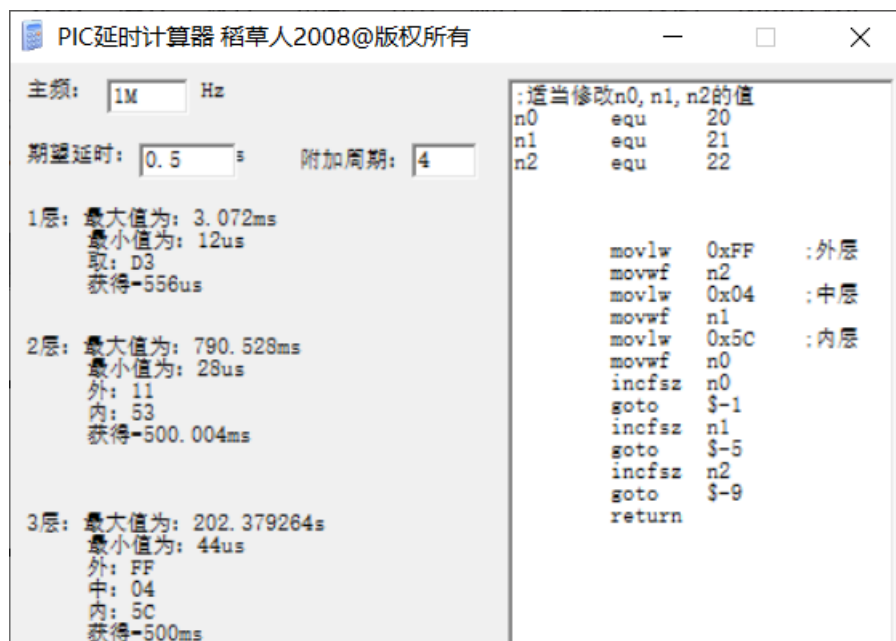 PIC延时计算器 稻草人2008@版权所有
主频： 1M Hz
期望延时： 0.5 s 附加周期： 4
1层：最大值为：3.072ms
最小值为：12us
取：D3
获得=556us
2层：最大值为：790.528ms
最小值为：28us
外：11
内：53
获得=500.004ms
3层：最大值为：202.379264s
最小值为：44us
外：FF
中：04
内：5C
获得=500ms
;适当修改n0,n1,n2的值
n0 equ 20
n1 equ 21
n2 equ 22
movlw 0xFF ;外层
movwf n2
movlw 0x04 ;中层
movwf n1
movlw 0x5C ;内层
movwf n0
incfsz n0
goto $-1
incfsz n1
goto $-5
incfsz n2
goto $-9
return